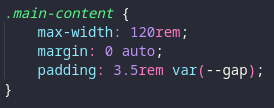 .main-content {
    max-width: 120rem;
    margin: 0 auto;
    padding: 3.5rem var(--gap);
}